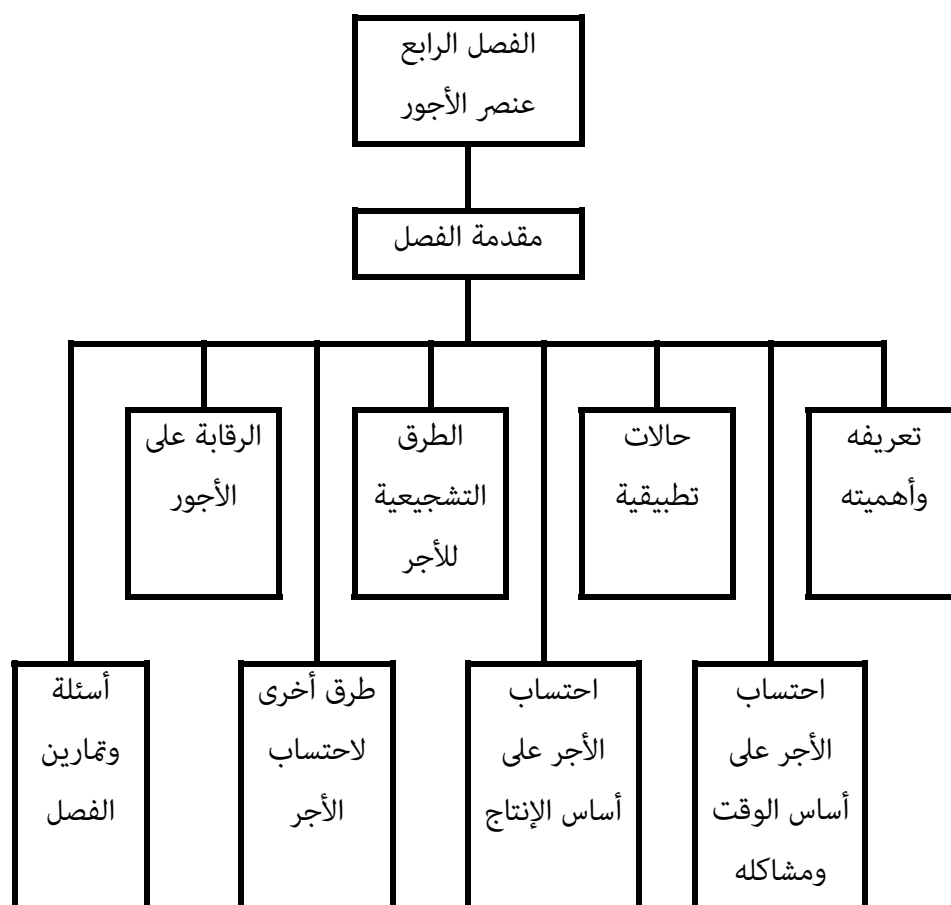 الفصل الرابع
عنصر الأجور
مقدمة الفصل
تعريفه
وأهميته
حالات
تطبيقية
الطرق
التشجيعية
للأجر
الرقابة على
الأجور
احتساب
الأجر على
أساس الوقت
ومشاكله
احتساب
الأجر على
أساس الإنتاج
طرق أخرى
لاحتساب
الأجر
أسئلة
وتمارين
الفصل